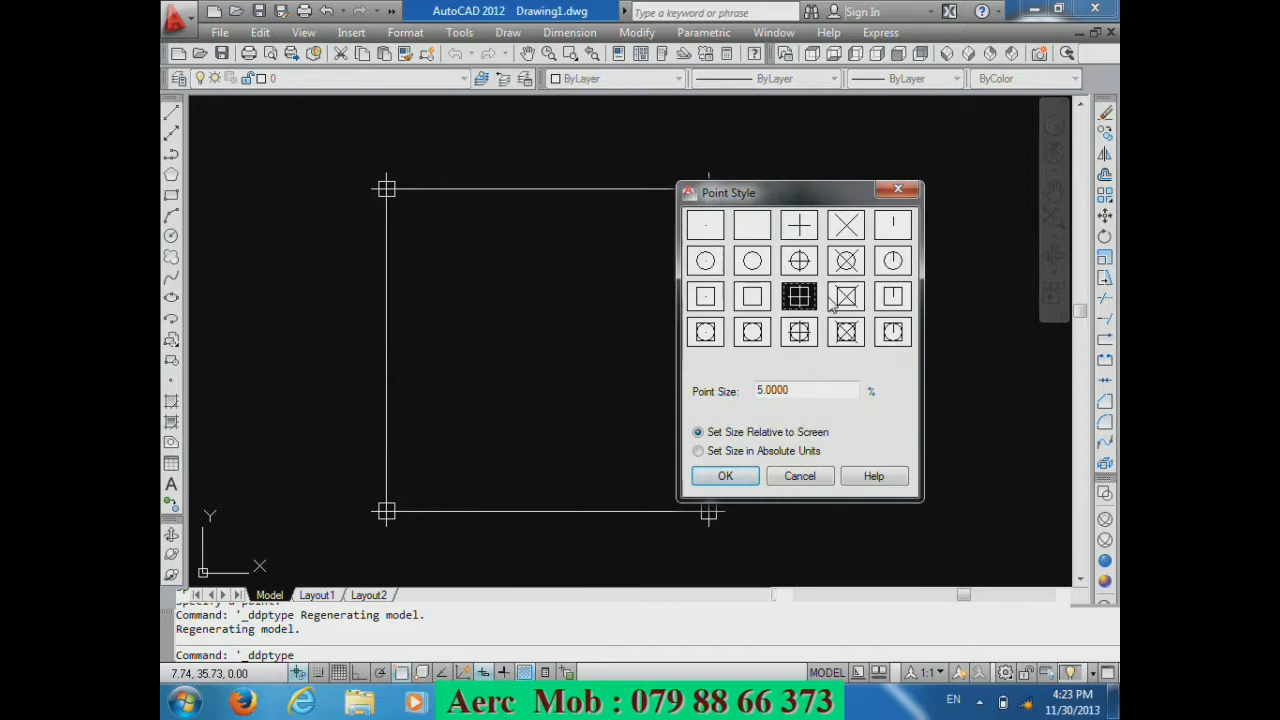 AutoCAD 2012 Drawing1.dwg
Type a keyword or phrase
Sign In
File Edit View Insert Format Tools Draw Dimension Modify Parametric Window Help Express
0
ByLayer
ByLayer
ByLayer
ByColor
Point Style
Point Size: 5.0000 %
Set Size Relative to Screen
Set Size in Absolute Units
OK Cancel Help
Y
X
Model Layout1 Layout2
Specify a point:
Command: '_ddptype Regenerating model.
Regenerating model.
Command: '_ddptype
7.74, 35.73, 0.00
MODEL
1:1
Aerc Mob : 079 88 66 373
EN
4:23 PM
11/30/2013